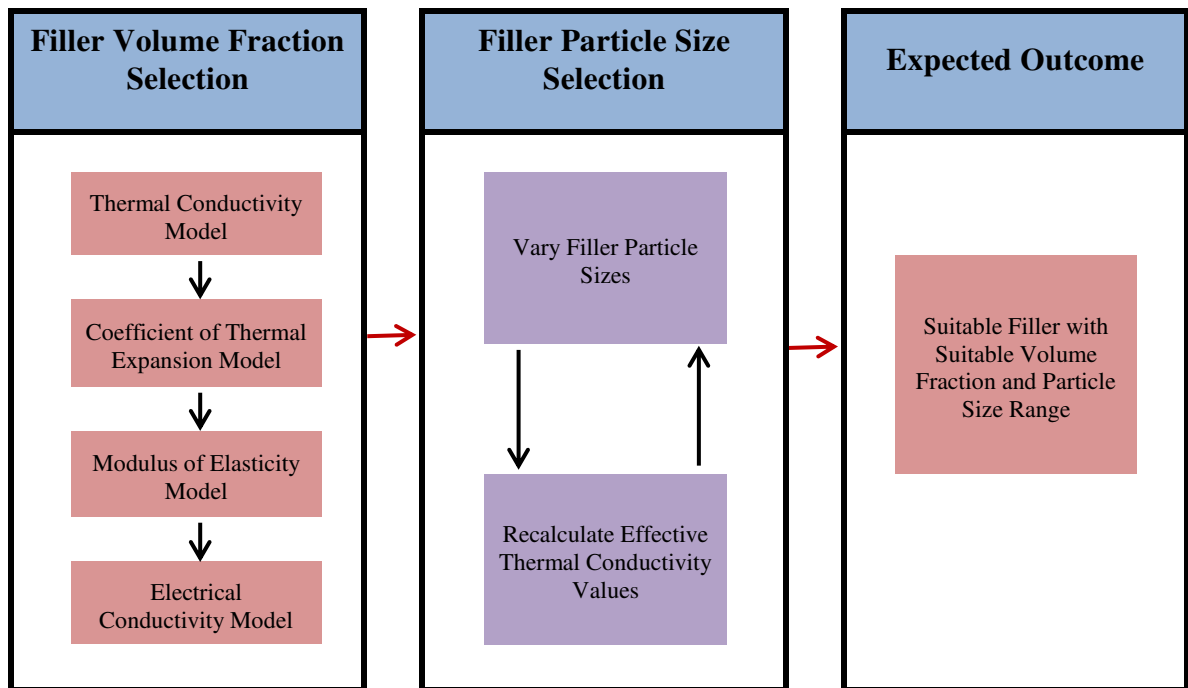 Filler Volume Fraction
Selection
Thermal Conductivity
Model
Coefficient of Thermal
Expansion Model
Modulus of Elasticity
Model
Electrical
Conductivity Model
Filler Particle Size
Selection
Vary Filler Particle
Sizes
Recalculate Effective
Thermal Conductivity
Values
Expected Outcome
Suitable Filler with
Suitable Volume
Fraction and Particle
Size Range